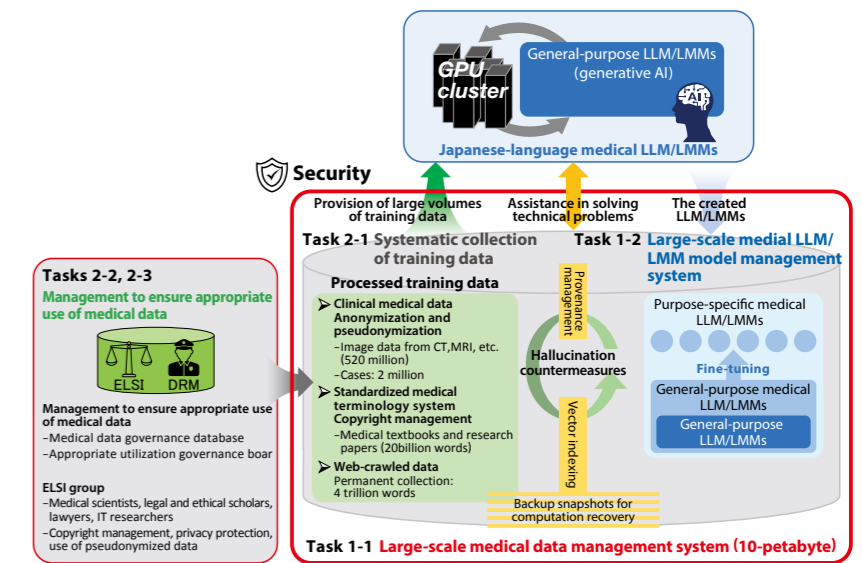 General-purpose LLM/LMMs
(generative AI)
GPU
cluster
AI
Japanese-language medical LLM/LMMs
Security
Provision of large volumes
of training data
Assistance in solving
technical problems
The created
LLM/LMMs
Task 2-1 Systematic collection
of training data
Task 1-2 Large-scale medial LLM/
LMM model management
system
Tasks 2-2, 2-3
Management to ensure appropriate
use of medical data
ELSI
DRM
Management to ensure appropriate use
of medical data
–Medical data governance database
–Appropriate utilization governance boar
ELSI group
–Medical scientists, legal and ethical scholars,
lawyers, IT researchers
–Copyright management, privacy protection,
use of pseudonymized data
Processed training data
➢ Clinical medical data
Anonymization and
pseudonymization
–Image data from CT,MRI, etc.
(520 million)
–Cases: 2 million
➢ Standardized medical
terminology system
Copyright management
–Medical textbooks and research
papers (20billion words)
➢ Web-crawled data
Permanent collection:
4 trillion words
Provenance
management
Hallucination
countermeasures
Vector indexing
Backup snapshots for
computation recovery
Purpose-specific medical
LLM/LMMs
Fine-tuning
General-purpose medical
LLM/LMMs
General-purpose
LLM/LMMs
Task 1-1 Large-scale medical data management system (10-petabyte)